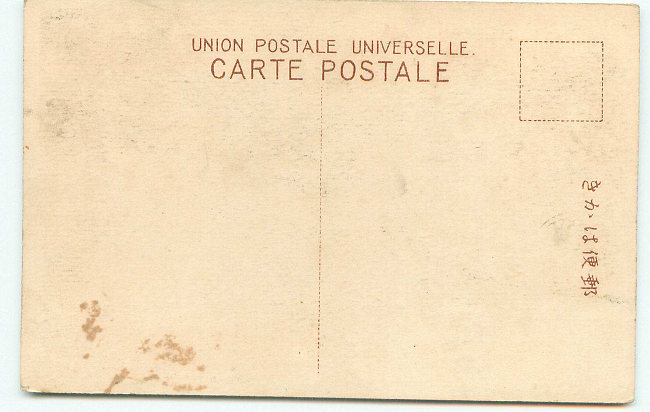 UNION POSTALE UNIVERSELLE.
CARTE POSTALE
郵便はかき